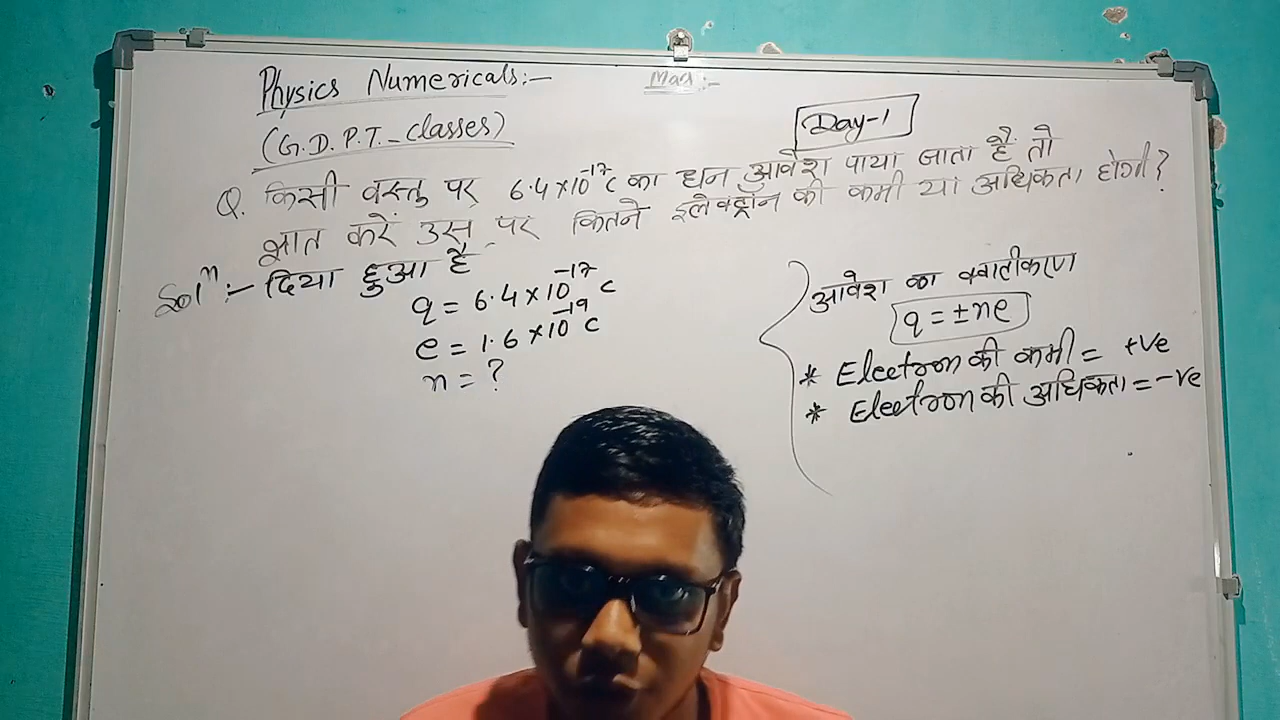 Physics Numericals:-
(G.D.P.T.-classes)
Day-1
Q. किसी वस्तु पर 6.4×10⁻¹⁷C का धन आवेश पाया जाता है तो
ज्ञात करें उस पर कितने इलेक्ट्रॉन की कमी या अधिकता होगी?
Solⁿ:- दिया हुआ है
q = 6.4×10⁻¹⁷ C
e = 1.6×10⁻¹⁹ C
n = ?
आवेश का क्वांतीकरण
q = ±ne
* Electron की कमी = +ve
* Electron की अधिकता = -ve